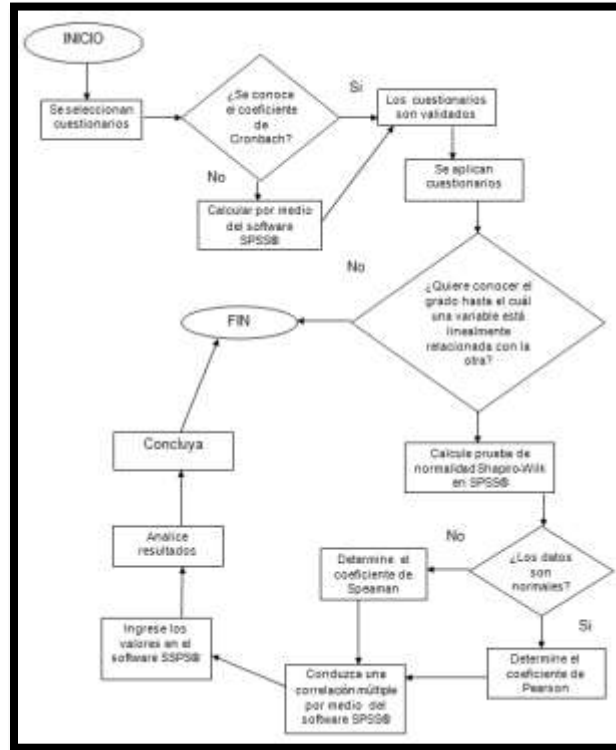 INICIO
Se seleccionan
cuestionarios
¿Se conoce
el coeficiente
de
Cronbach?
Si
Los cuestionarios
son validados
No
Calcular por medio
del software
SPSS®
Se aplican
cuestionarios
No
¿Quiere conocer el
grado hasta el cuál
una variable está
linealmente
relacionada con la
otra?
FIN
Calcule prueba de
normalidad Shapiro-Wilk
en SPSS®
Concluya
Analice
resultados
No
Determine el
coeficiente de
Speaman
¿Los datos
son
normales?
Si
Ingrese los
valores en el
software SSPS®
Conduzca una
correlación múltiple
por medio del
software SPSS®
Determine el
coeficiente de
Pearson